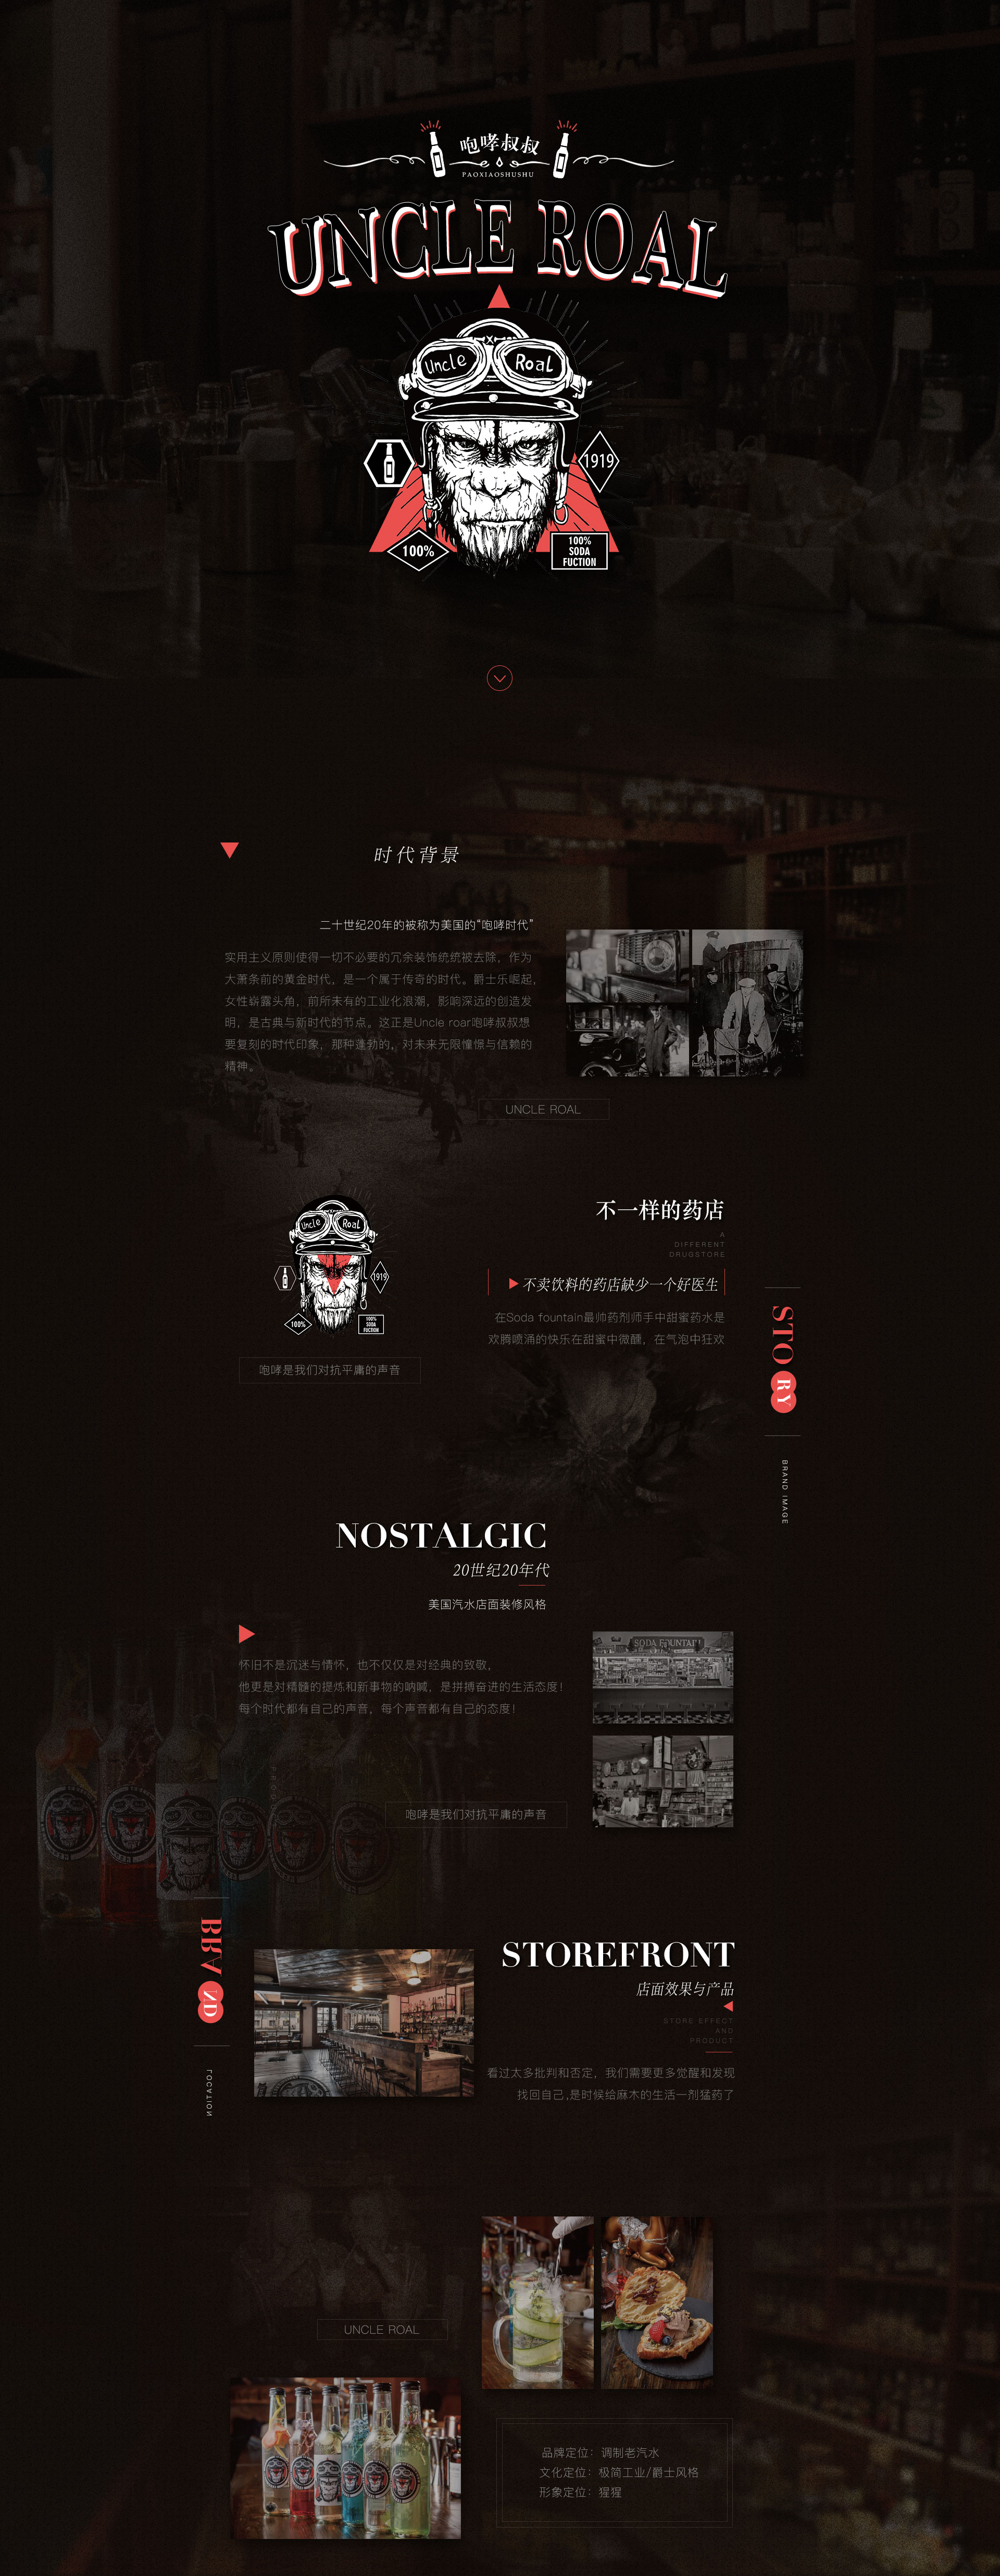 咆哮叔叔
PAOXIAOSHUSHU
UNCLE ROAL
Uncle Roal
1919
100%
100%
SODA
FUCTION
时代背景
二十世纪20年的被称为美国的“咆哮时代”
实用主义原则使得一切不必要的冗余装饰统统被去除，作为
大萧条前的黄金时代，是一个属于传奇的时代。爵士乐崛起，
女性崭露头角，前所未有的工业化浪潮，影响深远的创造发
明，是古典与新时代的节点。这正是Uncle roar咆哮叔叔想
要复刻的时代印象，那种蓬勃的，对未来无限憧憬与信赖的
精神。
UNCLE ROAL
Uncle Roal
1919
100%
100%
SODA
FUCTION
咆哮是我们对抗平庸的声音
不一样的药店
A
DIFFERENT
DRUGSTORE
不卖饮料的药店缺少一个好医生
在Soda fountain最帅药剂师手中甜蜜药水是
欢腾喷涌的快乐在甜蜜中微醺，在气泡中狂欢
STORY
BRAND IMAGE
NOSTALGIC
20世纪20年代
美国汽水店面装修风格
怀旧不是沉迷与情怀，也不仅仅是对经典的致敬，
他更是对精髓的提炼和新事物的呐喊，是拼搏奋进的生活态度！
每个时代都有自己的声音，每个声音都有自己的态度！
SODA FOUNTAIN
咆哮是我们对抗平庸的声音
BRAND
LOCATION
STOREFRONT
店面效果与产品
STORE EFFECT
AND
PRODUCT
看过太多批判和否定，我们需要更多觉醒和发现
找回自己,是时候给麻木的生活一剂猛药了
UNCLE ROAL
品牌定位：调制老汽水
文化定位：极简工业/爵士风格
形象定位：猩猩